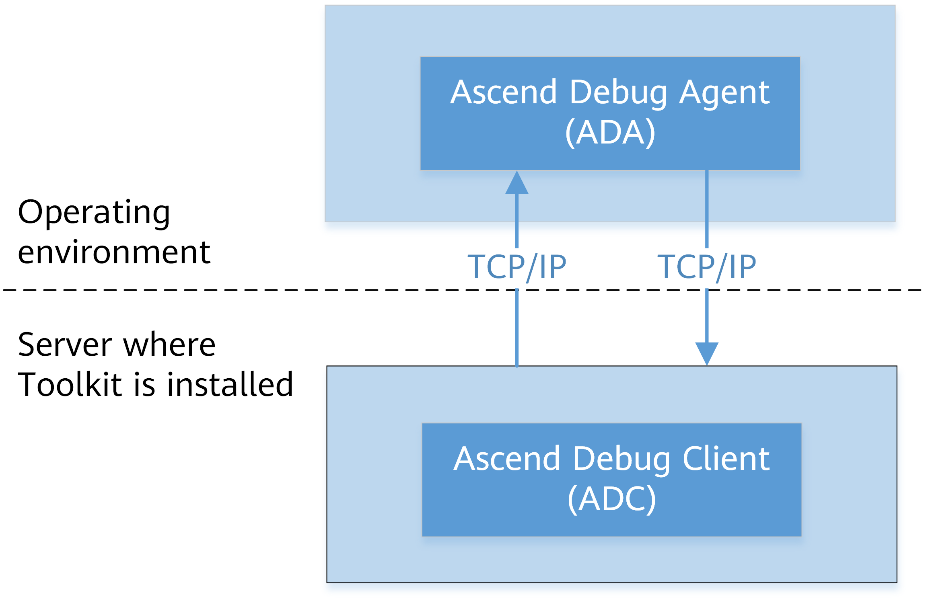 Ascend Debug Agent
(ADA)
Operating
environment
TCP/IP
TCP/IP
Server where
Toolkit is installed
Ascend Debug Client
(ADC)